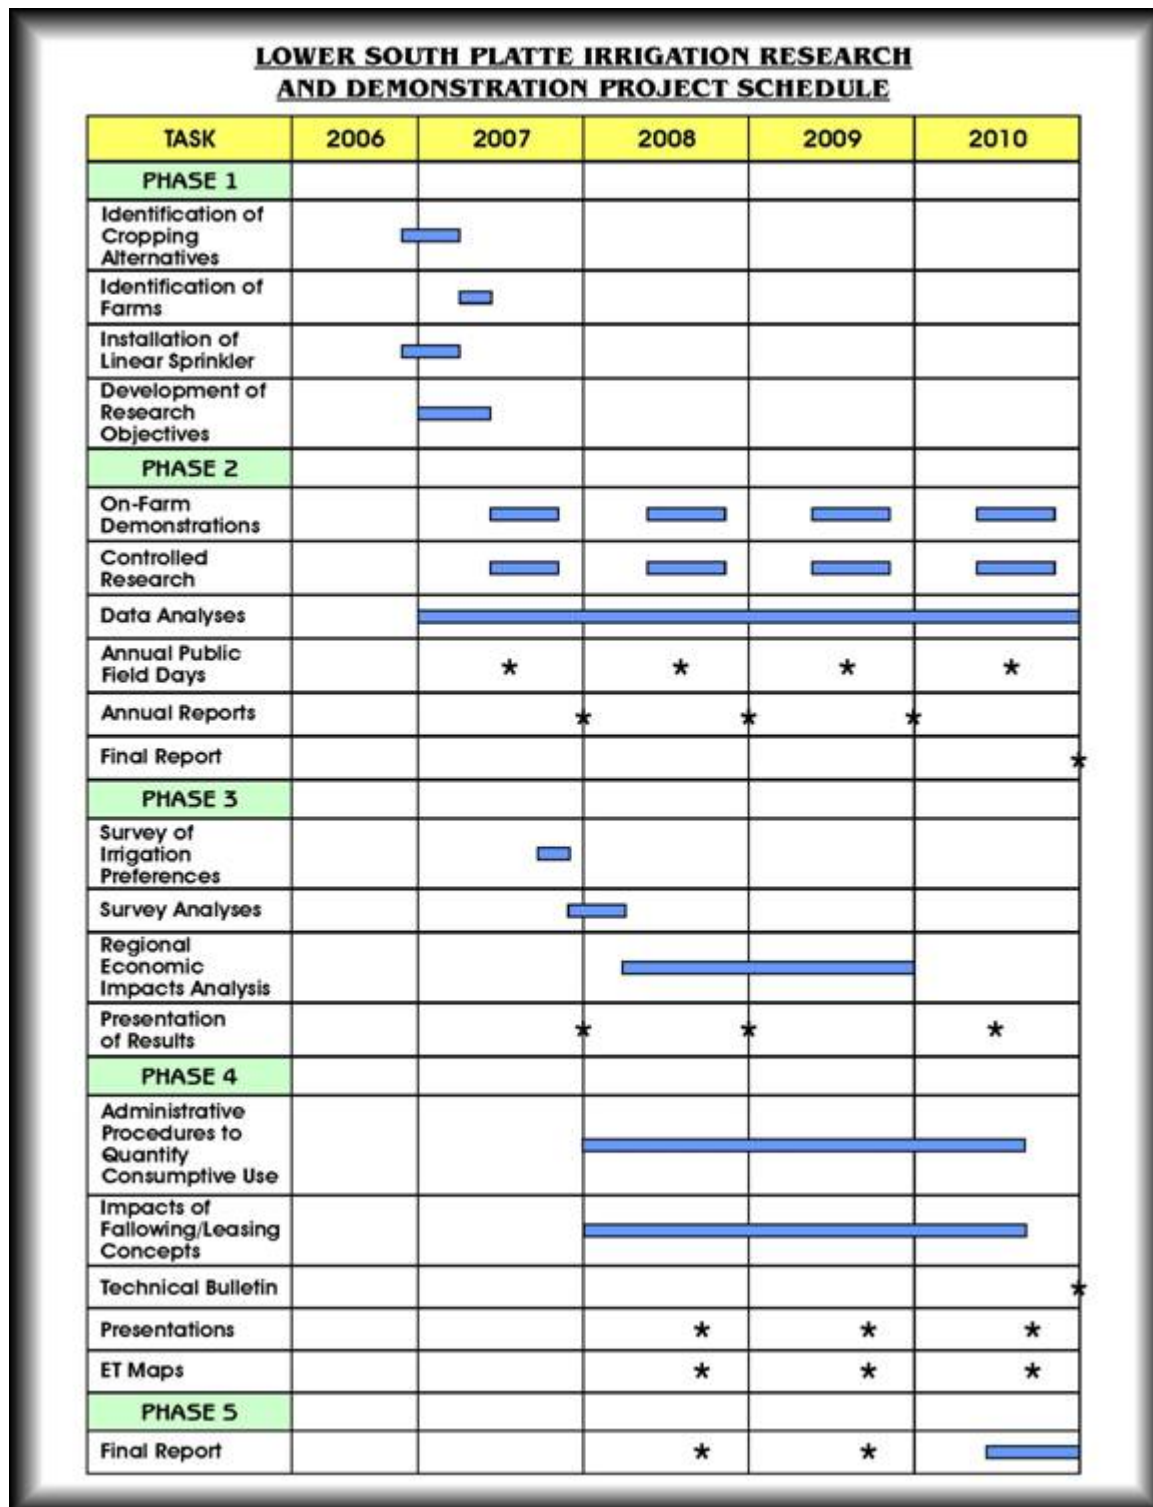 LOWER SOUTH PLATTE IRRIGATION RESEARCH
AND DEMONSTRATION PROJECT SCHEDULE
TASK 2006 2007 2008 2009 2010
PHASE 1
Identification of
Cropping
Alternatives
Identification of
Farms
Installation of
Linear Sprinkler
Development of
Research
Objectives
PHASE 2
On-Farm
Demonstrations
Controlled
Research
Data Analyses
Annual Public
Field Days
* * * *
Annual Reports * * *
Final Report *
PHASE 3
Survey of
Irrigation
Preferences
Survey Analyses
Regional
Economic
Impacts Analysis
Presentation
of Results
* * *
PHASE 4
Administrative
Procedures to
Quantify
Consumptive Use
Impacts of
Fallowing/Leasing
Concepts
Technical Bulletin *
Presentations * * *
ET Maps * * *
PHASE 5
Final Report * *